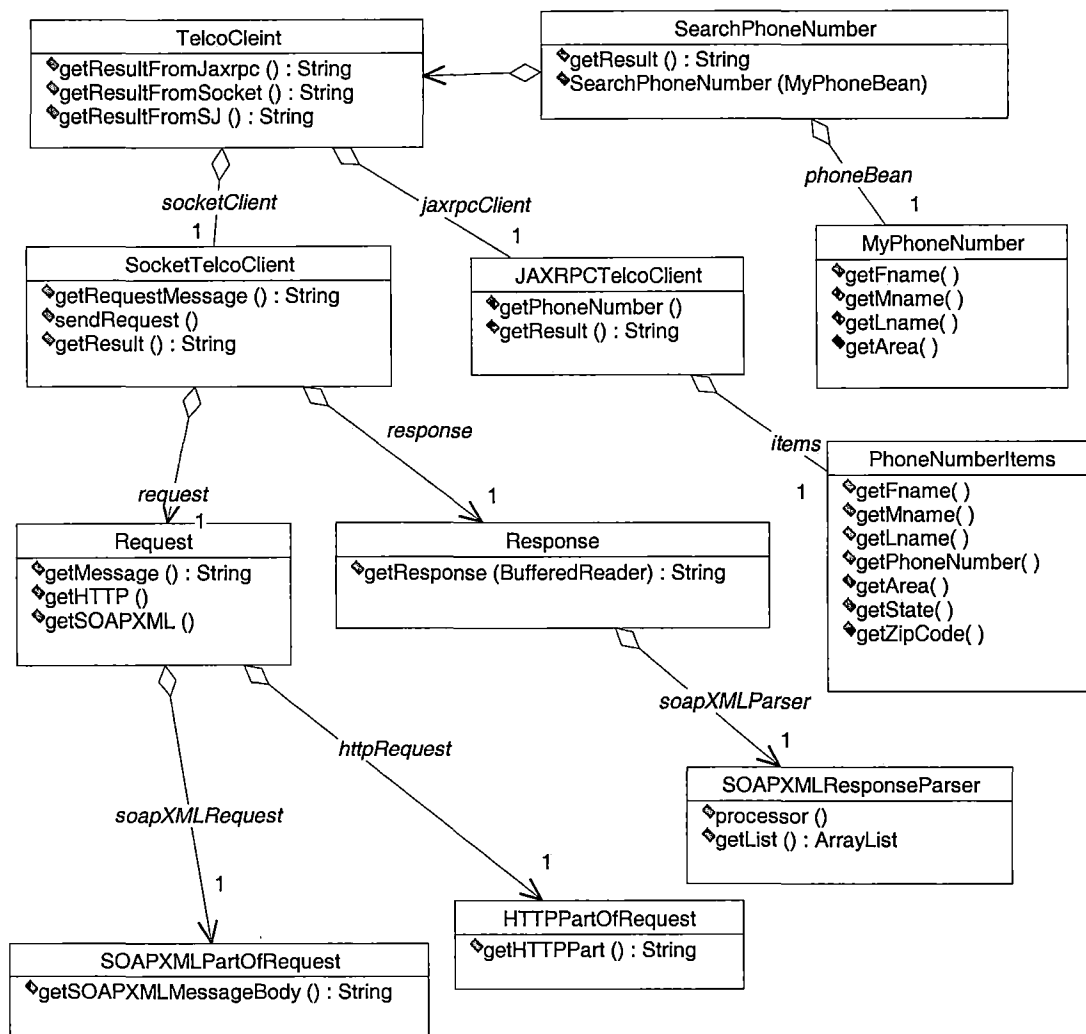 TelcoCleint
getResultFromJaxrpc () : String
getResultFromSocket () : String
getResultFromSJ () : String
SearchPhoneNumber
getResult () : String
SearchPhoneNumber (MyPhoneBean)
socketClient
1
jaxrpcClient
1
phoneBean
1
SocketTelcoClient
getRequestMessage () : String
sendRequest ()
getResult () : String
JAXRPCTelcoClient
getPhoneNumber ()
getResult () : String
MyPhoneNumber
getFname( )
getMname( )
getLname( )
getArea( )
request
1
response
1
items
1
PhoneNumberItems
getFname( )
getMname( )
getLname( )
getPhoneNumber( )
getArea( )
getState( )
getZipCode( )
Request
getMessage () : String
getHTTP ()
getSOAPXML ()
Response
getResponse (BufferedReader) : String
soapXMLRequest
1
httpRequest
1
soapXMLParser
1
SOAPXMLResponseParser
processor ()
getList () : ArrayList
HTTPPartOfRequest
getHTTPPart () : String
SOAPXMLPartOfRequest
getSOAPXMLMessageBody () : String